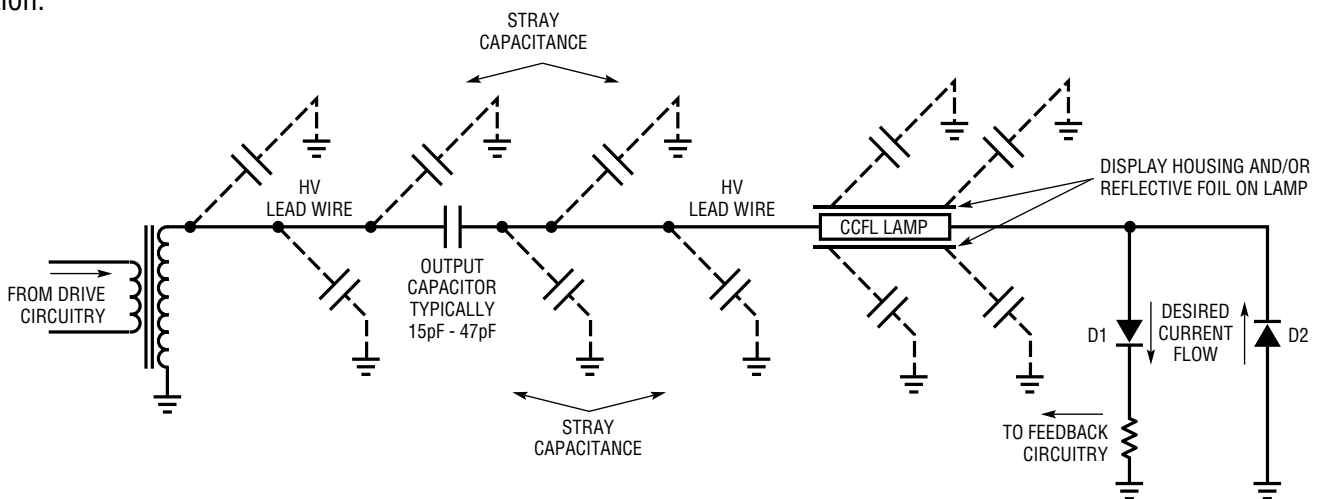 STRAY
CAPACITANCE
HV
LEAD WIRE
HV
LEAD WIRE
DISPLAY HOUSING AND/OR
REFLECTIVE FOIL ON LAMP
CCFL LAMP
FROM DRIVE
CIRCUITRY
OUTPUT
CAPACITOR
TYPICALLY
15pF - 47pF
D1
DESIRED
CURRENT
FLOW
D2
STRAY
CAPACITANCE
TO FEEDBACK
CIRCUITRY